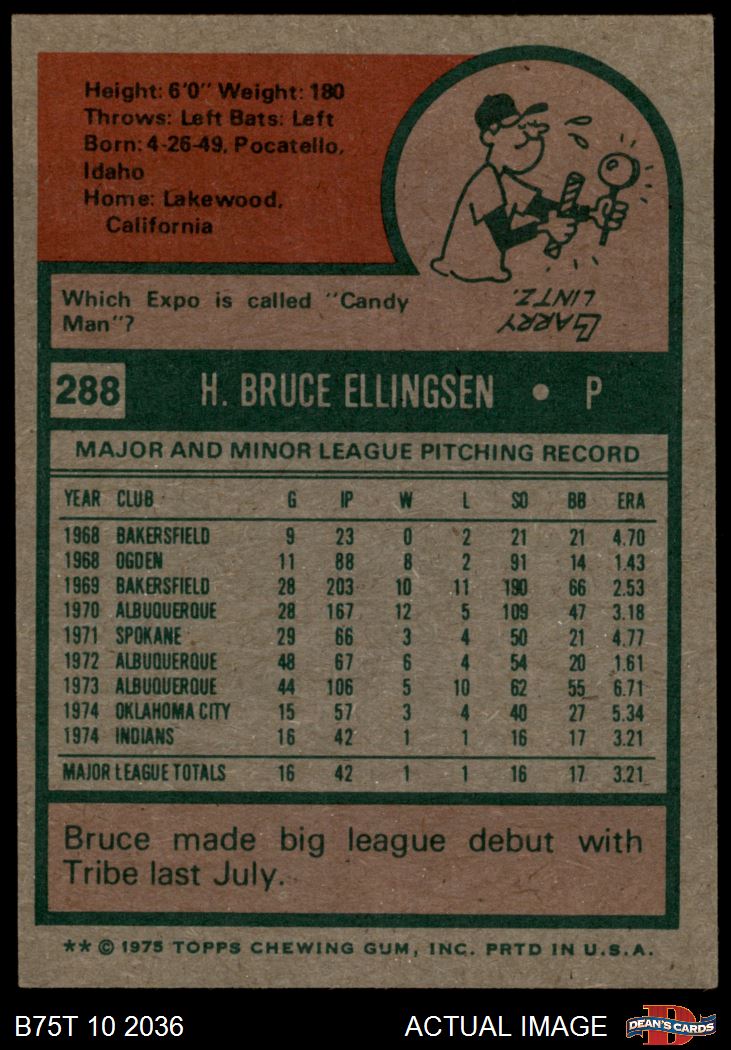 Height: 6'0" Weight: 180
Throws: Left Bats: Left
Born: 4-26-49, Pocatello,
Idaho
Home: Lakewood,
California
Which Expo is called "Candy
Man"?
LARRY
LINTZ.
288 H. BRUCE ELLINGSEN • P
MAJOR AND MINOR LEAGUE PITCHING RECORD
YEAR CLUB G IP W L SO BB ERA
1968 BAKERSFIELD 9 23 0 2 21 21 4.70
1968 OGDEN 11 88 8 2 91 14 1.43
1969 BAKERSFIELD 28 203 10 11 190 66 2.53
1970 ALBUQUERQUE 28 167 12 5 109 47 3.18
1971 SPOKANE 29 66 3 4 50 21 4.77
1972 ALBUQUERQUE 48 67 6 4 54 20 1.61
1973 ALBUQUERQUE 44 106 5 10 62 55 6.71
1974 OKLAHOMA CITY 15 57 3 4 40 27 5.34
1974 INDIANS 16 42 1 1 16 17 3.21
MAJOR LEAGUE TOTALS 16 42 1 1 16 17 3.21
Bruce made big league debut with
Tribe last July.
** © 1975 TOPPS CHEWING GUM, INC. PRTD IN U.S.A.
B75T 10 2036 ACTUAL IMAGE D DEAN'S CARDS